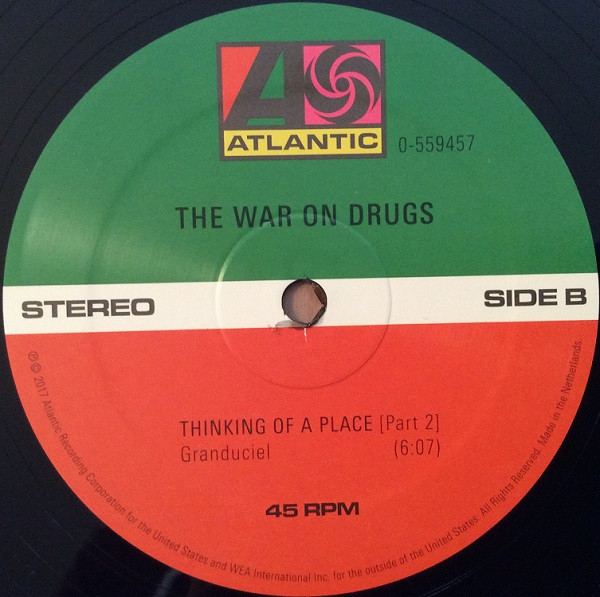 A
ATLANTIC
0-559457
THE WAR ON DRUGS
STEREO
SIDE B
THINKING OF A PLACE [Part 2]
Granduciel (6:07)
45 RPM
℗ © 2017 Atlantic Recording Corporation for the United States and WEA International Inc. for the outside of the United States. All Rights Reserved. Made in the Netherlands.